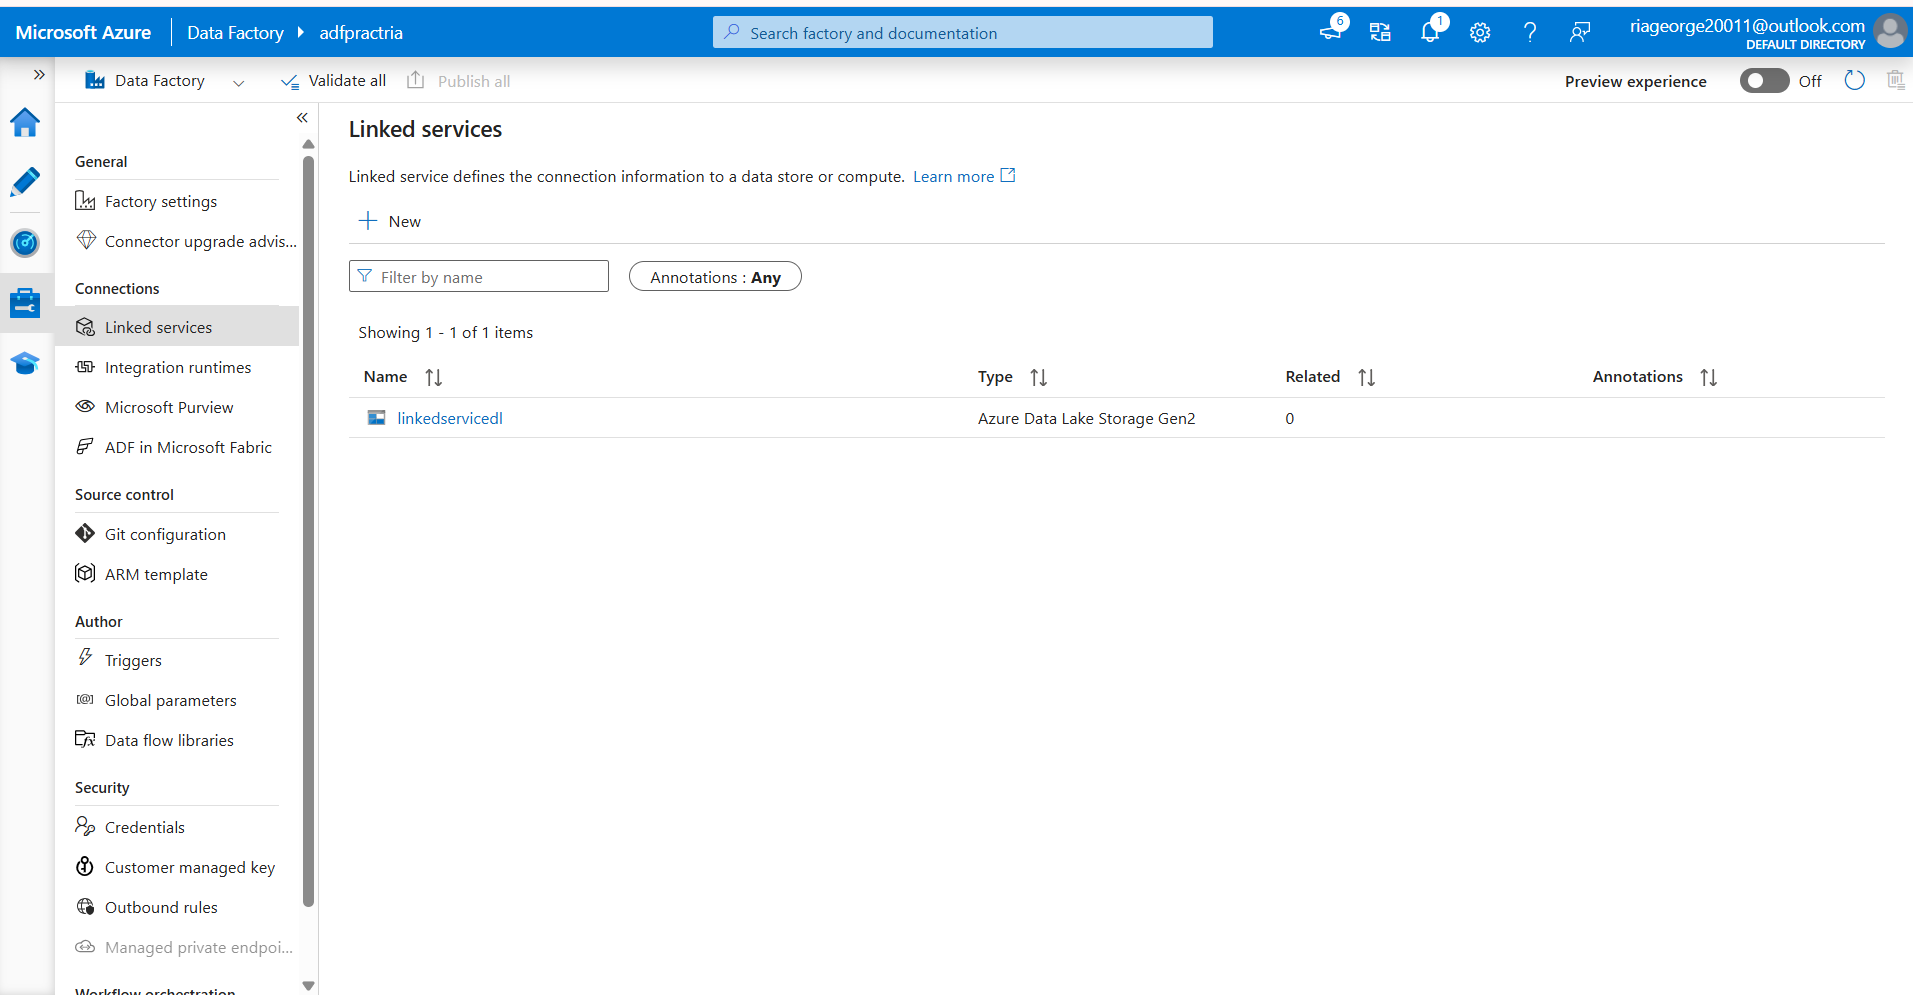 Microsoft Azure
Data Factory
adfpractria
Search factory and documentation
6
1
riageorge20011@outlook.com
DEFAULT DIRECTORY
Data Factory
Validate all
Publish all
Preview experience
Off
General
Factory settings
Connector upgrade advis...
Connections
Linked services
Integration runtimes
Microsoft Purview
ADF in Microsoft Fabric
Source control
Git configuration
ARM template
Author
Triggers
Global parameters
Data flow libraries
Security
Credentials
Customer managed key
Outbound rules
Managed private endpoi...
Workflow orchestration
Linked services
Linked service defines the connection information to a data store or compute. Learn more
New
Filter by name
Annotations : Any
Showing 1 - 1 of 1 items
Name Type Related Annotations
linkedservicedl Azure Data Lake Storage Gen2 0